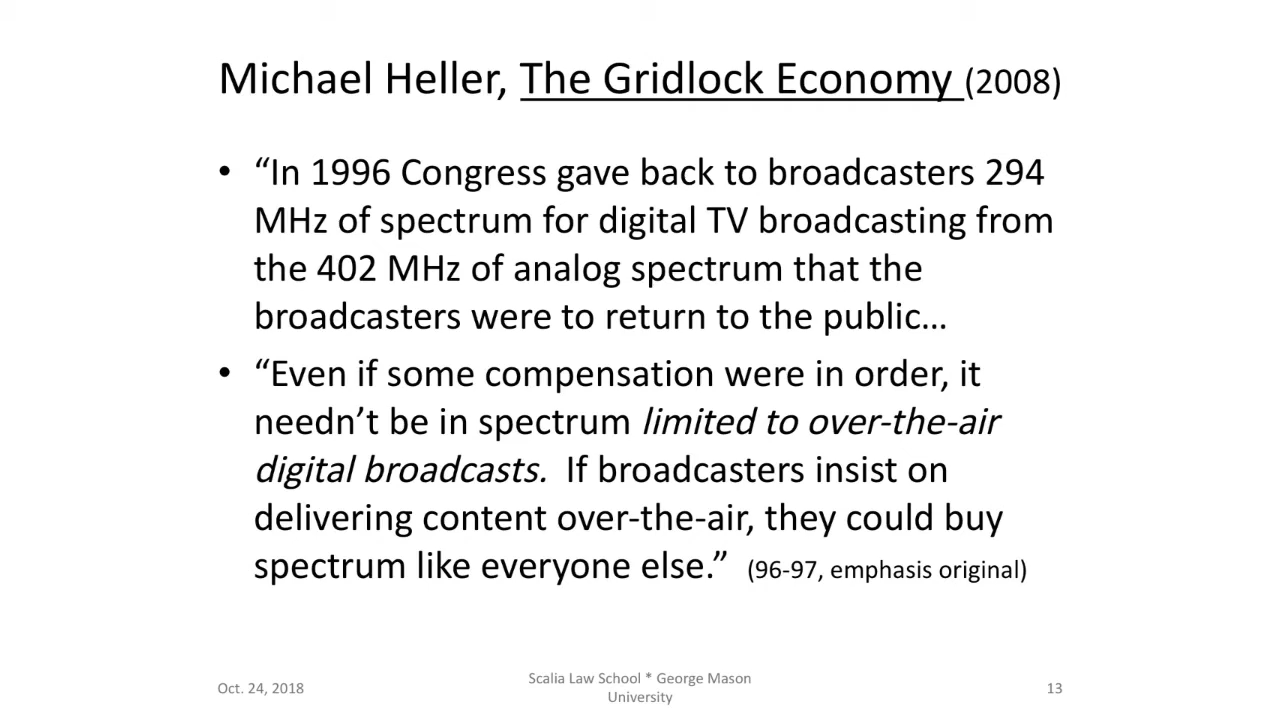 Michael Heller, The Gridlock Economy (2008)
• “In 1996 Congress gave back to broadcasters 294
MHz of spectrum for digital TV broadcasting from
the 402 MHz of analog spectrum that the
broadcasters were to return to the public…
• “Even if some compensation were in order, it
needn’t be in spectrum limited to over-the-air
digital broadcasts.  If broadcasters insist on
delivering content over-the-air, they could buy
spectrum like everyone else.”  (96-97, emphasis original)
Oct. 24, 2018
Scalia Law School * George Mason
University
13